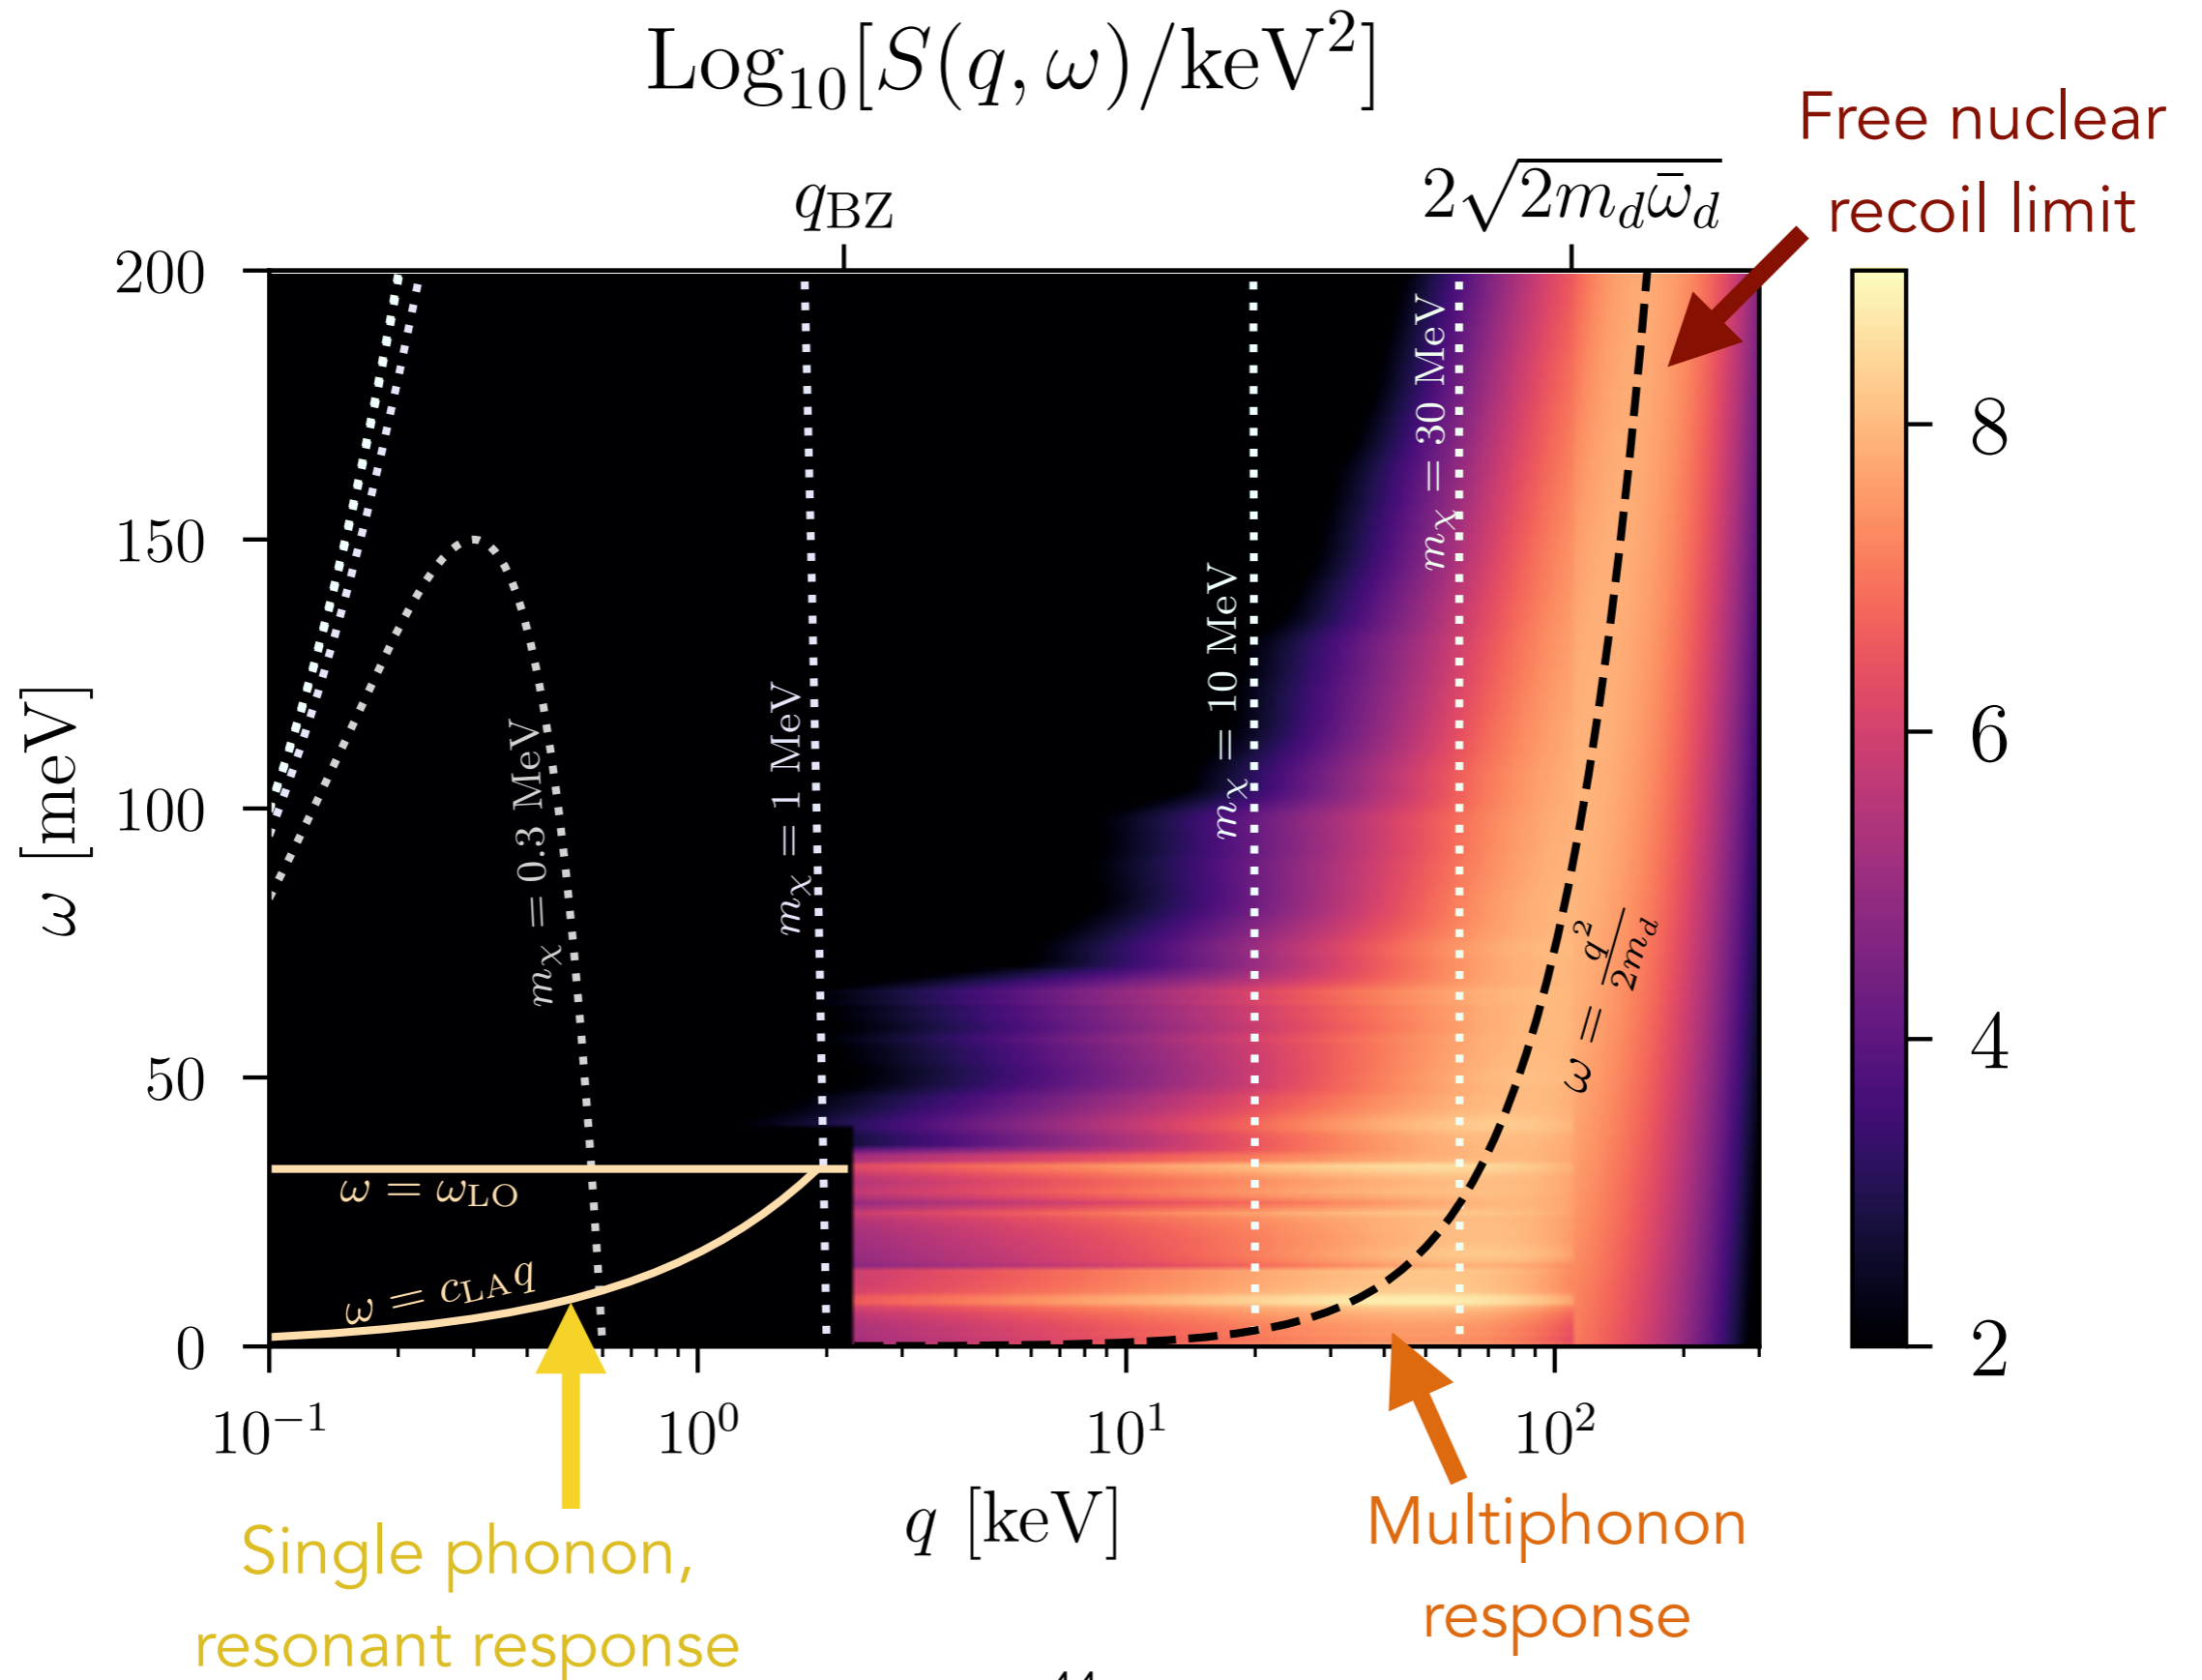 Log₁₀[S(q, ω)/keV²]
Free nuclear
recoil limit
q_BZ
2√(2m_d ω̄_d)
200
150
100
50
0
ω [meV]
m_χ = 0.3 MeV
m_χ = 1 MeV
m_χ = 10 MeV
m_χ = 30 MeV
ω = q²/2m_d
ω = ω_LO
ω = c_LA q
8
6
4
2
10⁻¹
10⁰
10¹
10²
q [keV]
Single phonon,
resonant response
Multiphonon
response